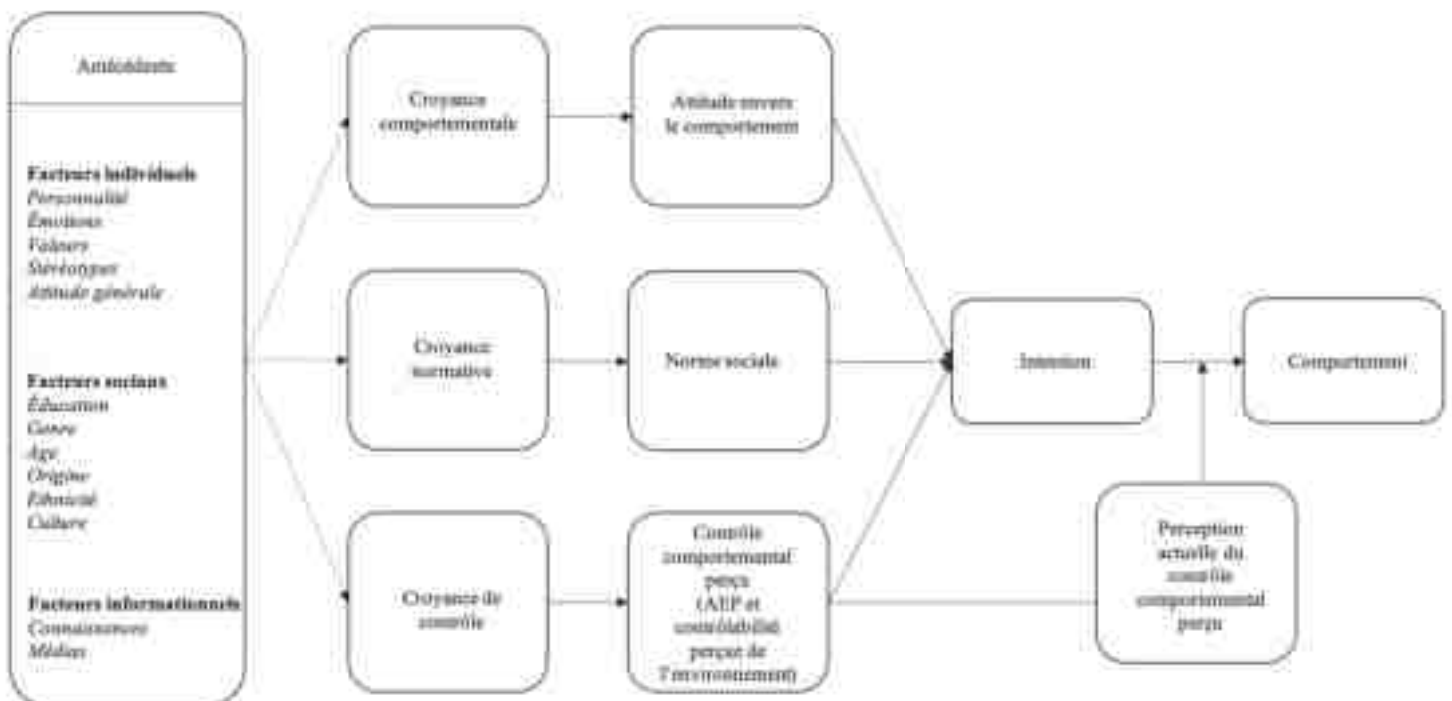 Antécédents
Facteurs individuels
Personnalité
Émotions
Valeurs
Stéréotypes
Attitude générale
Facteurs sociaux
Éducation
Genre
Age
Origine
Ethnicité
Culture
Facteurs informationnels
Connaissances
Médias
Croyance
comportementale
Attitude envers
le comportement
Croyance
normative
Norme sociale
Croyance de
contrôle
Contrôle
comportemental
perçu
(AEP et
contrôlabilité
perçue de
l'environnement)
Intention
Comportement
Perception
actuelle du
contrôle
comportemental
perçu